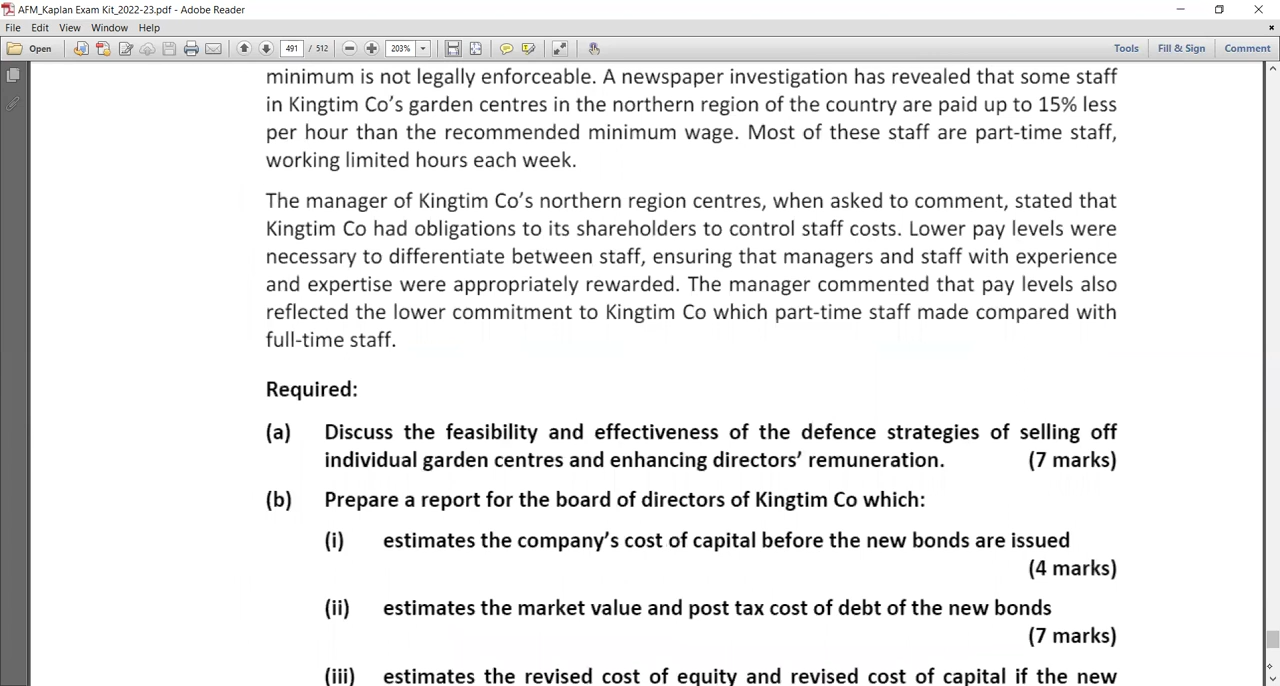 AFM_Kaplan Exam Kit_2022-23.pdf - Adobe Reader
File Edit View Window Help
Open 491 / 512 203% Tools Fill & Sign Comment
minimum is not legally enforceable. A newspaper investigation has revealed that some staff
in Kingtim Co’s garden centres in the northern region of the country are paid up to 15% less
per hour than the recommended minimum wage. Most of these staff are part-time staff,
working limited hours each week.
The manager of Kingtim Co’s northern region centres, when asked to comment, stated that
Kingtim Co had obligations to its shareholders to control staff costs. Lower pay levels were
necessary to differentiate between staff, ensuring that managers and staff with experience
and expertise were appropriately rewarded. The manager commented that pay levels also
reflected the lower commitment to Kingtim Co which part-time staff made compared with
full-time staff.
Required:
(a) Discuss the feasibility and effectiveness of the defence strategies of selling off
individual garden centres and enhancing directors’ remuneration. (7 marks)
(b) Prepare a report for the board of directors of Kingtim Co which:
(i) estimates the company’s cost of capital before the new bonds are issued
(4 marks)
(ii) estimates the market value and post tax cost of debt of the new bonds
(7 marks)
(iii) estimates the revised cost of equity and revised cost of capital if the new